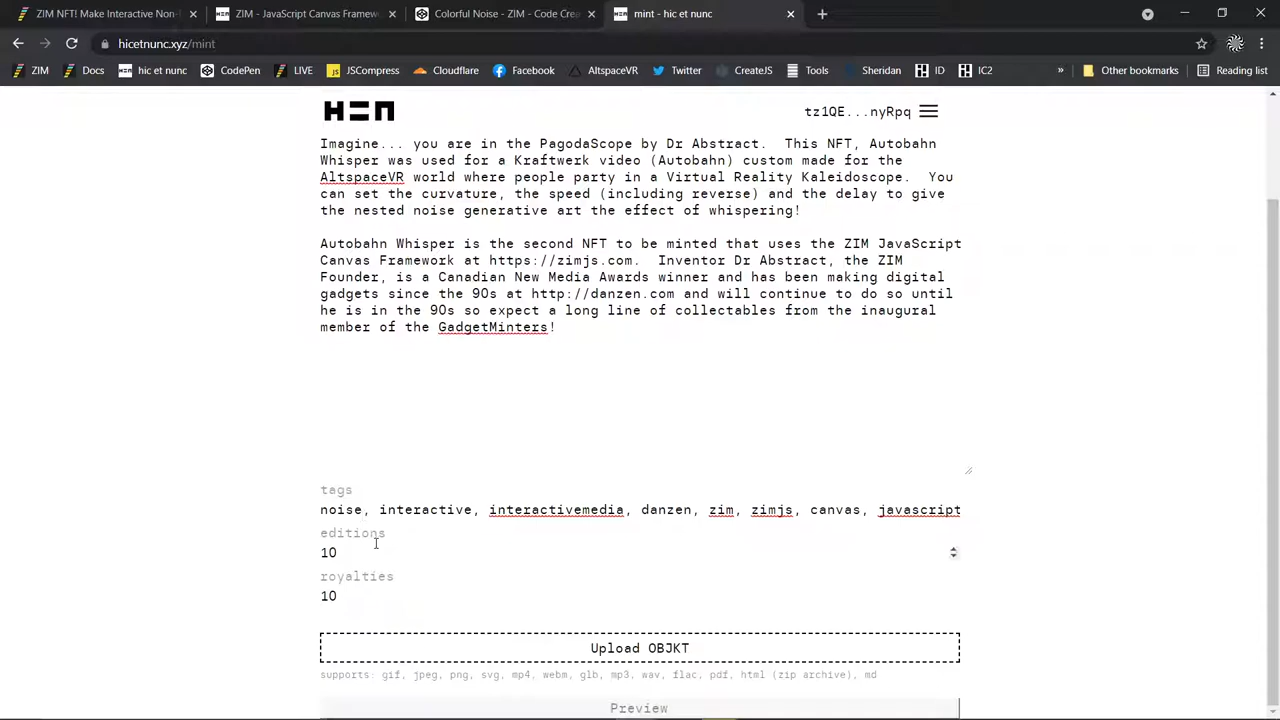 ZIM NFT! Make Interactive Non-
ZIM - JavaScript Canvas Framew
Colorful Noise - ZIM - Code Crea
mint - hic et nunc
hicetnunc.xyz/mint
ZIM
Docs
hic et nunc
CodePen
LIVE
JSCompress
Cloudflare
Facebook
AltspaceVR
Twitter
CreateJS
Tools
Sheridan
ID
IC2
»
Other bookmarks
Reading list
tz1QE...nyRpq
Imagine... you are in the PagodaScope by Dr Abstract.  This NFT, Autobahn
Whisper was used for a Kraftwerk video (Autobahn) custom made for the
AltspaceVR world where people party in a Virtual Reality Kaleidoscope.  You
can set the curvature, the speed (including reverse) and the delay to give
the nested noise generative art the effect of whispering!
Autobahn Whisper is the second NFT to be minted that uses the ZIM JavaScript
Canvas Framework at https://zimjs.com.  Inventor Dr Abstract, the ZIM
Founder, is a Canadian New Media Awards winner and has been making digital
gadgets since the 90s at http://danzen.com and will continue to do so until
he is in the 90s so expect a long line of collectables from the inaugural
member of the GadgetMinters!
tags
noise, interactive, interactivemedia, danzen, zim, zimjs, canvas, javascript
editions
10
royalties
10
Upload OBJKT
supports: gif, jpeg, png, svg, mp4, webm, glb, mp3, wav, flac, pdf, html (zip archive), md
Preview